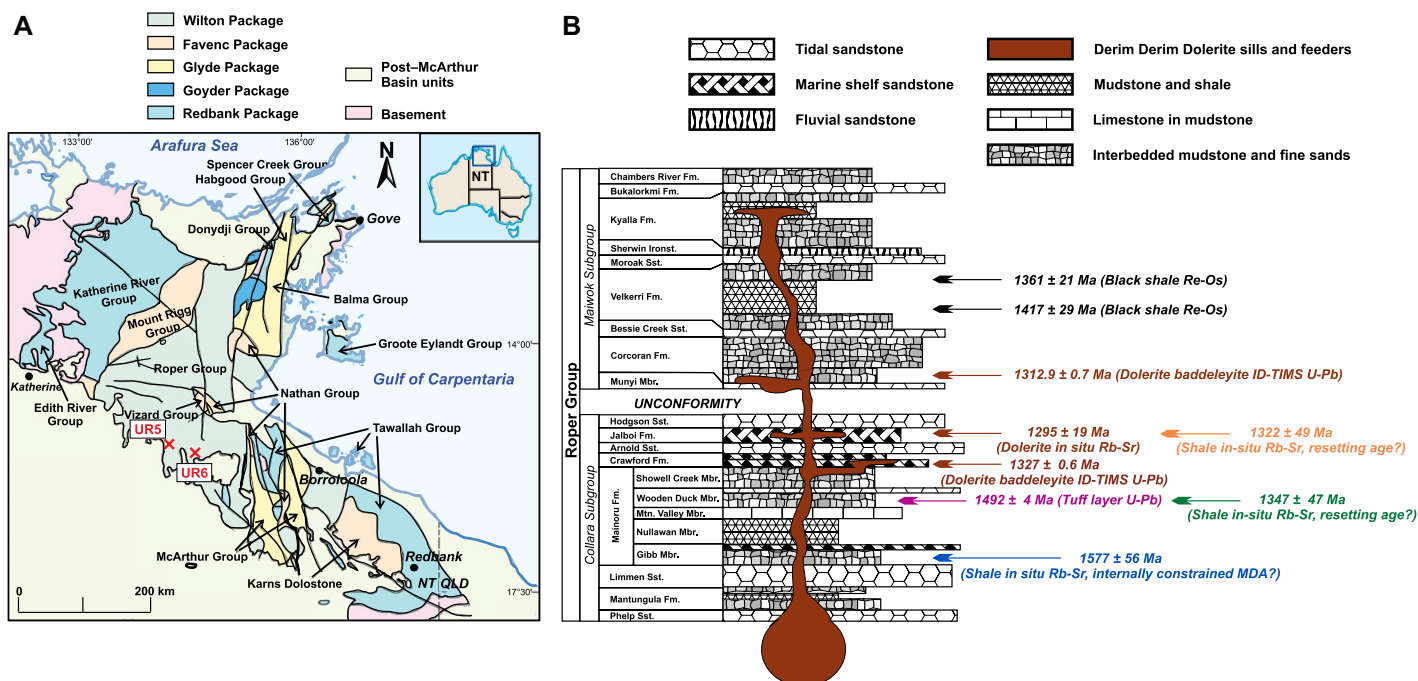 A
Wilton Package
Favenc Package
Glyde Package
Goyder Package
Redbank Package
Post–McArthur
Basin units
Basement
133°00'
136°00'
Arafura Sea
N
NT
Spencer Creek Group
Habgood Group
Gove
Donydji Group
Katherine River
Group
Balma Group
Mount Rigg
Group
Groote Eylandt Group
14°00'
Roper Group
Gulf of Carpentaria
Katherine
Edith River
Group
Nathan Group
Vizard Group
UR5
Tawallah Group
UR6
Borroloola
McArthur Group
Redbank
Karns Dolostone
NT QLD
0
200 km
17°30'
B
Tidal sandstone
Marine shelf sandstone
Fluvial sandstone
Derim Derim Dolerite sills and feeders
Mudstone and shale
Limestone in mudstone
Interbedded mudstone and fine sands
Roper Group
Maiwok Subgroup
Chambers River Fm.
Bukalorkmi Fm.
Kyalla Fm.
Sherwin Ironst.
Moroak Sst.
Velkerri Fm.
Bessie Creek Sst.
Corcoran Fm.
Munyi Mbr.
UNCONFORMITY
Collara Subgroup
Hodgson Sst.
Jalboi Fm.
Arnold Sst.
Crawford Fm.
Mainoru Fm.
Showell Creek Mbr.
Wooden Duck Mbr.
Mtn. Valley Mbr.
Nullawan Mbr.
Gibb Mbr.
Limmen Sst.
Mantungula Fm.
Phelp Sst.
1361 ± 21 Ma (Black shale Re-Os)
1417 ± 29 Ma (Black shale Re-Os)
1312.9 ± 0.7 Ma (Dolerite baddeleyite ID-TIMS U-Pb)
1295 ± 19 Ma
(Dolerite in situ Rb-Sr)
1322 ± 49 Ma
(Shale in-situ Rb-Sr, resetting age?)
1327 ± 0.6 Ma
(Dolerite baddeleyite ID-TIMS U-Pb)
1492 ± 4 Ma (Tuff layer U-Pb)
1347 ± 47 Ma
(Shale in-situ Rb-Sr, resetting age?)
1577 ± 56 Ma
(Shale in situ Rb-Sr, internally constrained MDA?)